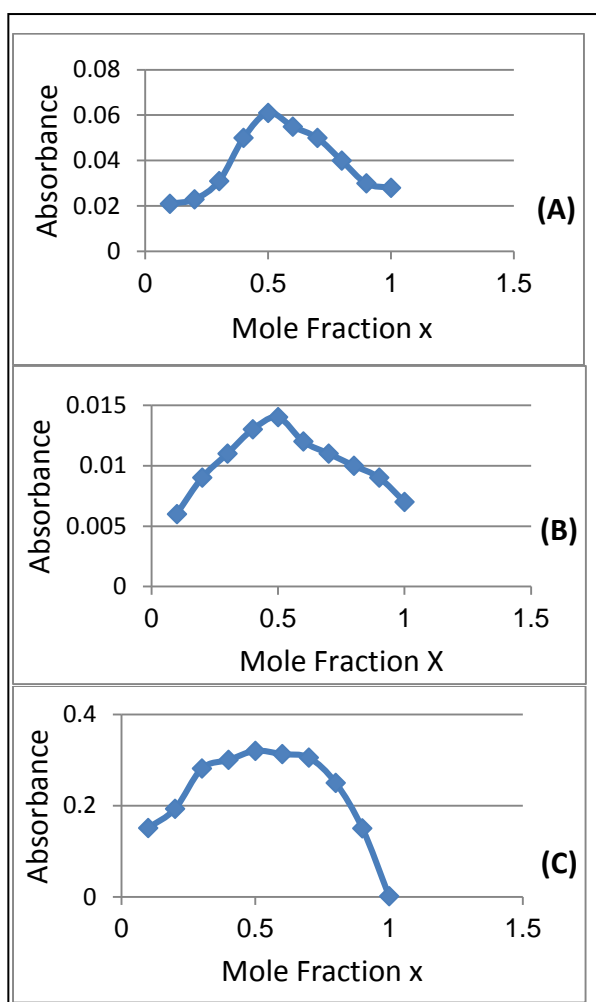 0.08
0.06
0.04
0.02
0
Absorbance
0 0.5 1 1.5
Mole Fraction x
(A)
0.015
0.01
0.005
0
Absorbance
0 0.5 1 1.5
Mole Fraction X
(B)
0.4
0.2
0
Absorbance
0 0.5 1 1.5
Mole Fraction x
(C)